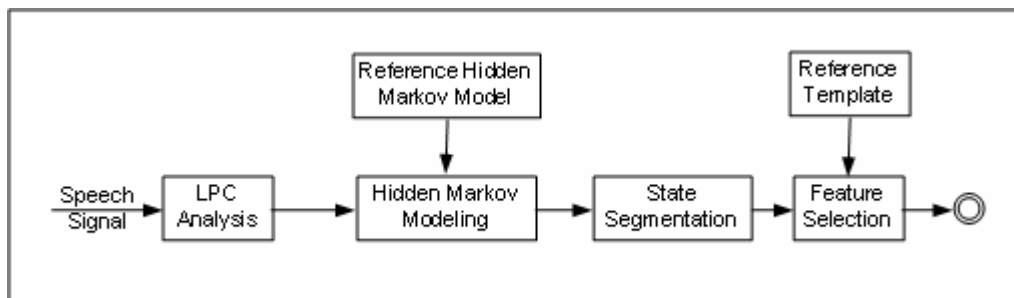 Reference Hidden
Markov Model
Reference
Template
Speech
Signal
LPC
Analysis
Hidden Markov
Modeling
State
Segmentation
Feature
Selection